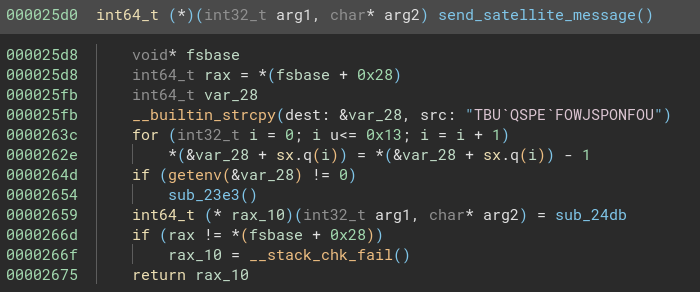 000025d0 int64_t (*)(int32_t arg1, char* arg2) send_satellite_message()
000025d8 void* fsbase
000025d8 int64_t rax = *(fsbase + 0x28)
000025fb int64_t var_28
000025fb __builtin_strcpy(dest: &var_28, src: "TBU`QSPE`FOWJSPONFOU")
0000263c for (int32_t i = 0; i u<= 0x13; i = i + 1)
0000262e *(&var_28 + sx.q(i)) = *(&var_28 + sx.q(i)) - 1
0000264d if (getenv(&var_28) != 0)
00002654 sub_23e3()
00002659 int64_t (* rax_10)(int32_t arg1, char* arg2) = sub_24db
0000266d if (rax != *(fsbase + 0x28))
0000266f rax_10 = __stack_chk_fail()
00002675 return rax_10